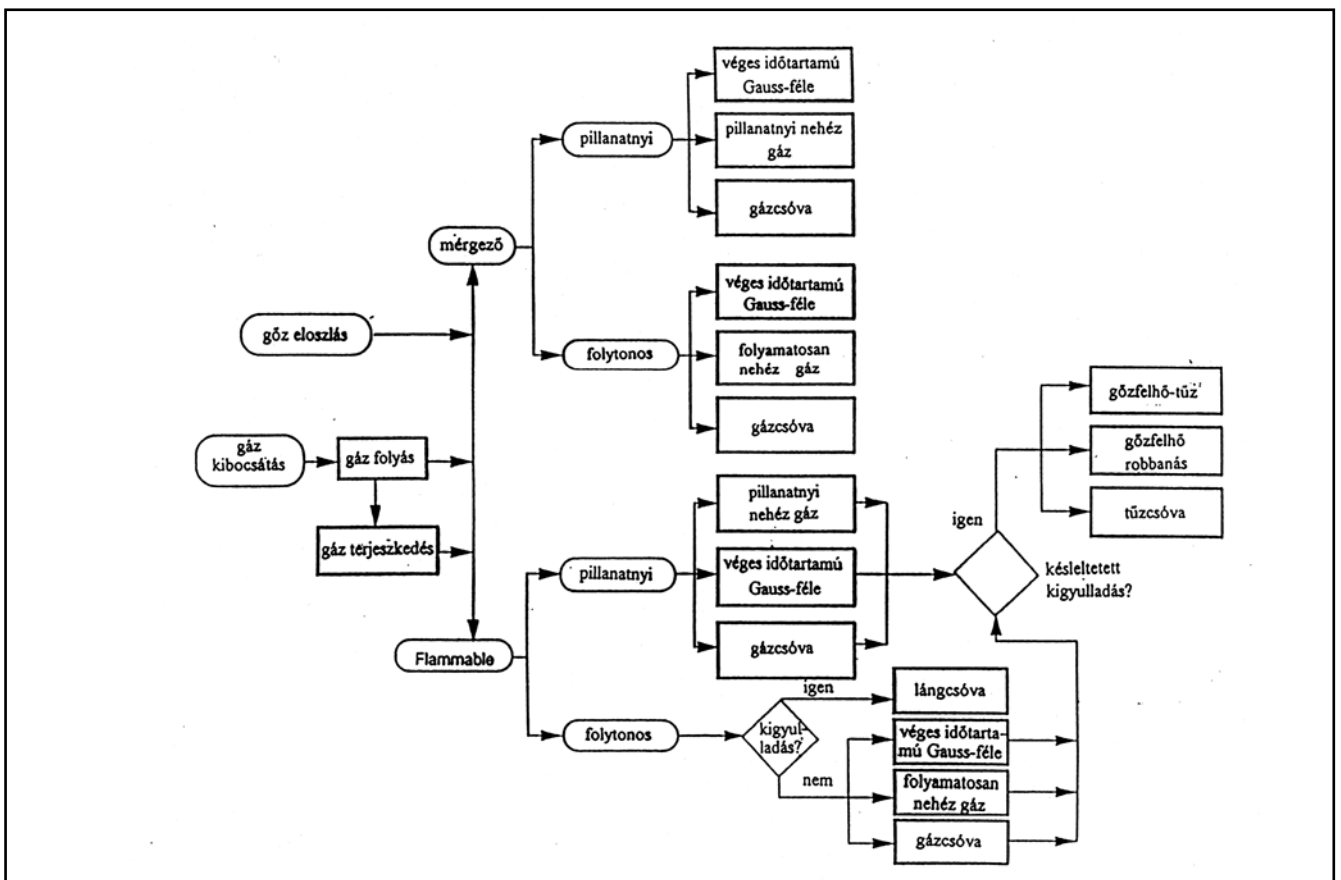 véges időtartamú
Gauss-féle
pillanatnyi
pillanatnyi nehéz
gáz
gázcsóva
mérgező
véges időtartamú
Gauss-féle
gőz eloszlás
folytonos
folyamatosan
nehéz gáz
gőzfelhő-tűz
gázcsóva
gáz
kibocsátás
gáz folyás
gőzfelhő
robbanás
pillanatnyi
nehéz gáz
igen
tűzcsóva
gáz térjeszkedés
pillanatnyi
véges időtartamú
Gauss-féle
késleltetett
kigyulladás?
Flammable
gázcsóva
igen
lángcsóva
folytonos
kigyul-
ladás?
véges időtarta-
mú Gauss-féle
nem
folyamatosan
nehéz gáz
gázcsóva